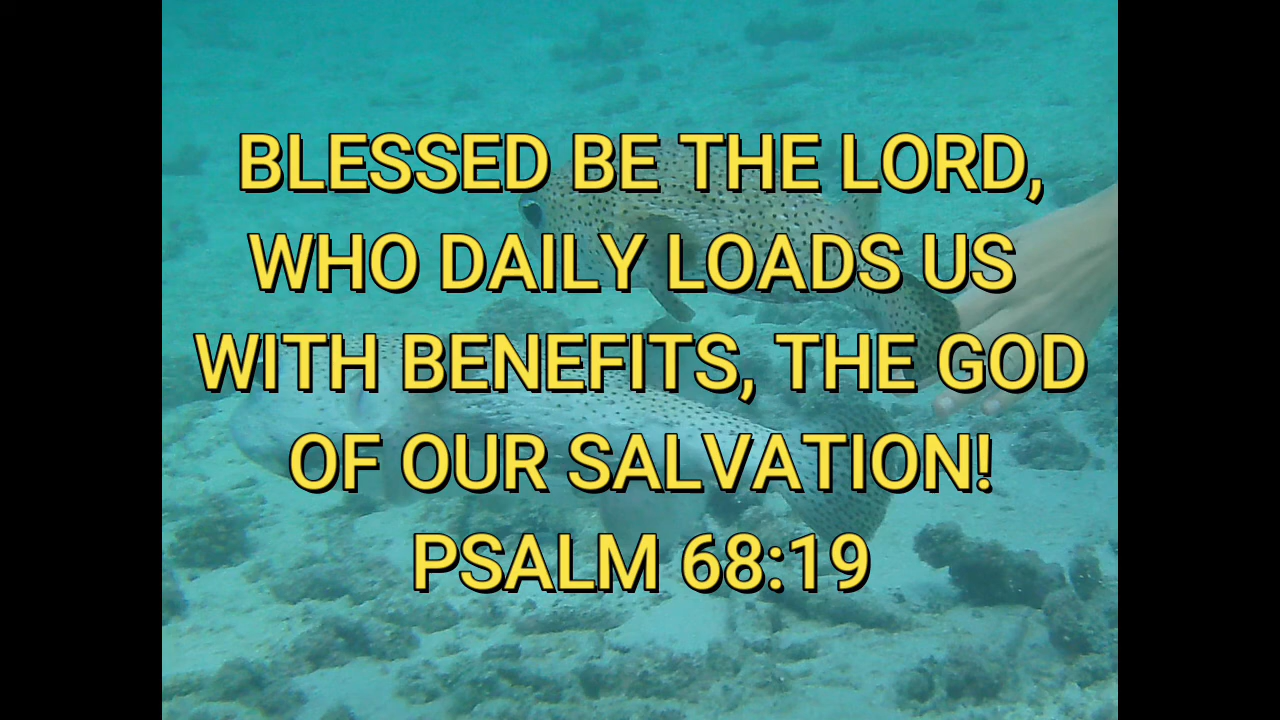 BLESSED BE THE LORD,
WHO DAILY LOADS US
WITH BENEFITS, THE GOD
OF OUR SALVATION!
PSALM 68:19